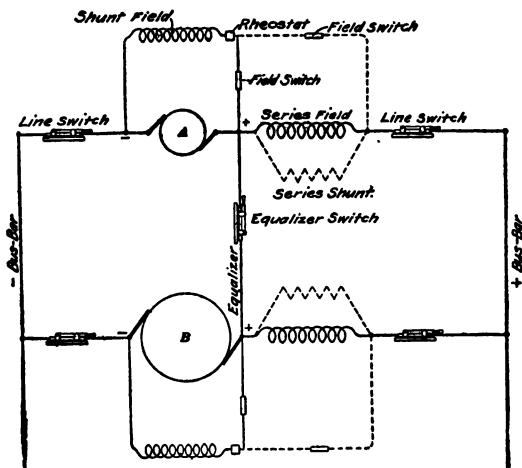 Shunt Field
Rheostat
Field Switch
Field Switch
Line Switch
A
Series Field
Line Switch
- +
Series Shunt.
Equalizer Switch
- Bus-Bar
Equalizer
+ Bus-Bar
- B +